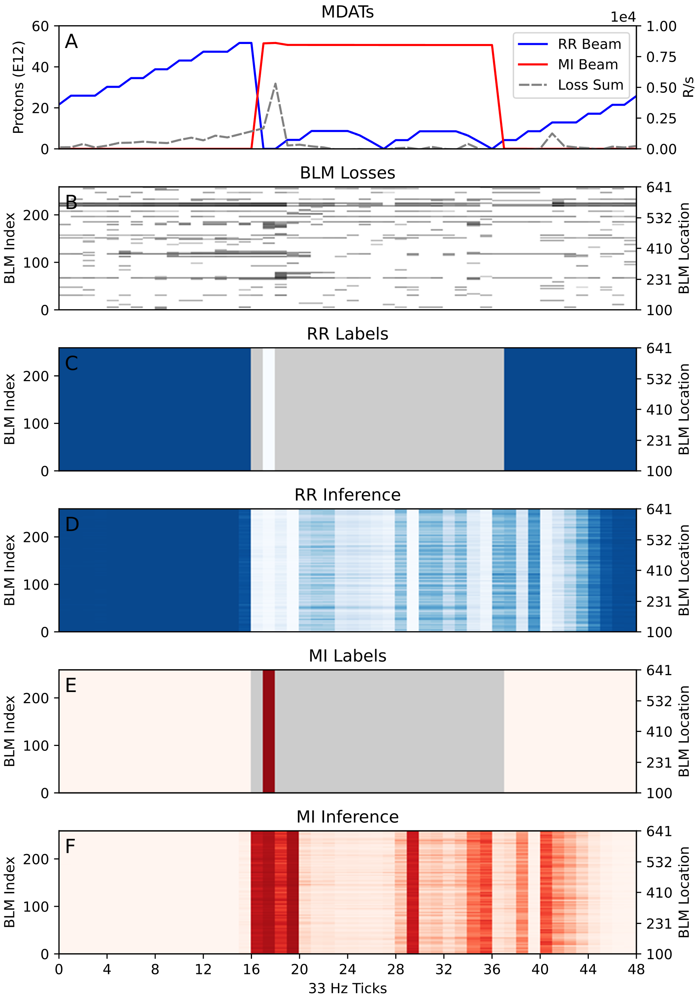 MDATs
1e4
A
60
40
20
0
Protons (E12)
1.00
0.75
0.50
0.25
0.00
R/s
RR Beam
MI Beam
Loss Sum
BLM Losses
B
200
100
0
BLM Index
641
532
410
231
100
BLM Location
RR Labels
C
200
100
0
BLM Index
641
532
410
231
100
BLM Location
RR Inference
D
200
100
0
BLM Index
641
532
410
231
100
BLM Location
MI Labels
E
200
100
0
BLM Index
641
532
410
231
100
BLM Location
MI Inference
F
200
100
0
BLM Index
641
532
410
231
100
BLM Location
0 4 8 12 16 20 24 28 32 36 40 44 48
33 Hz Ticks